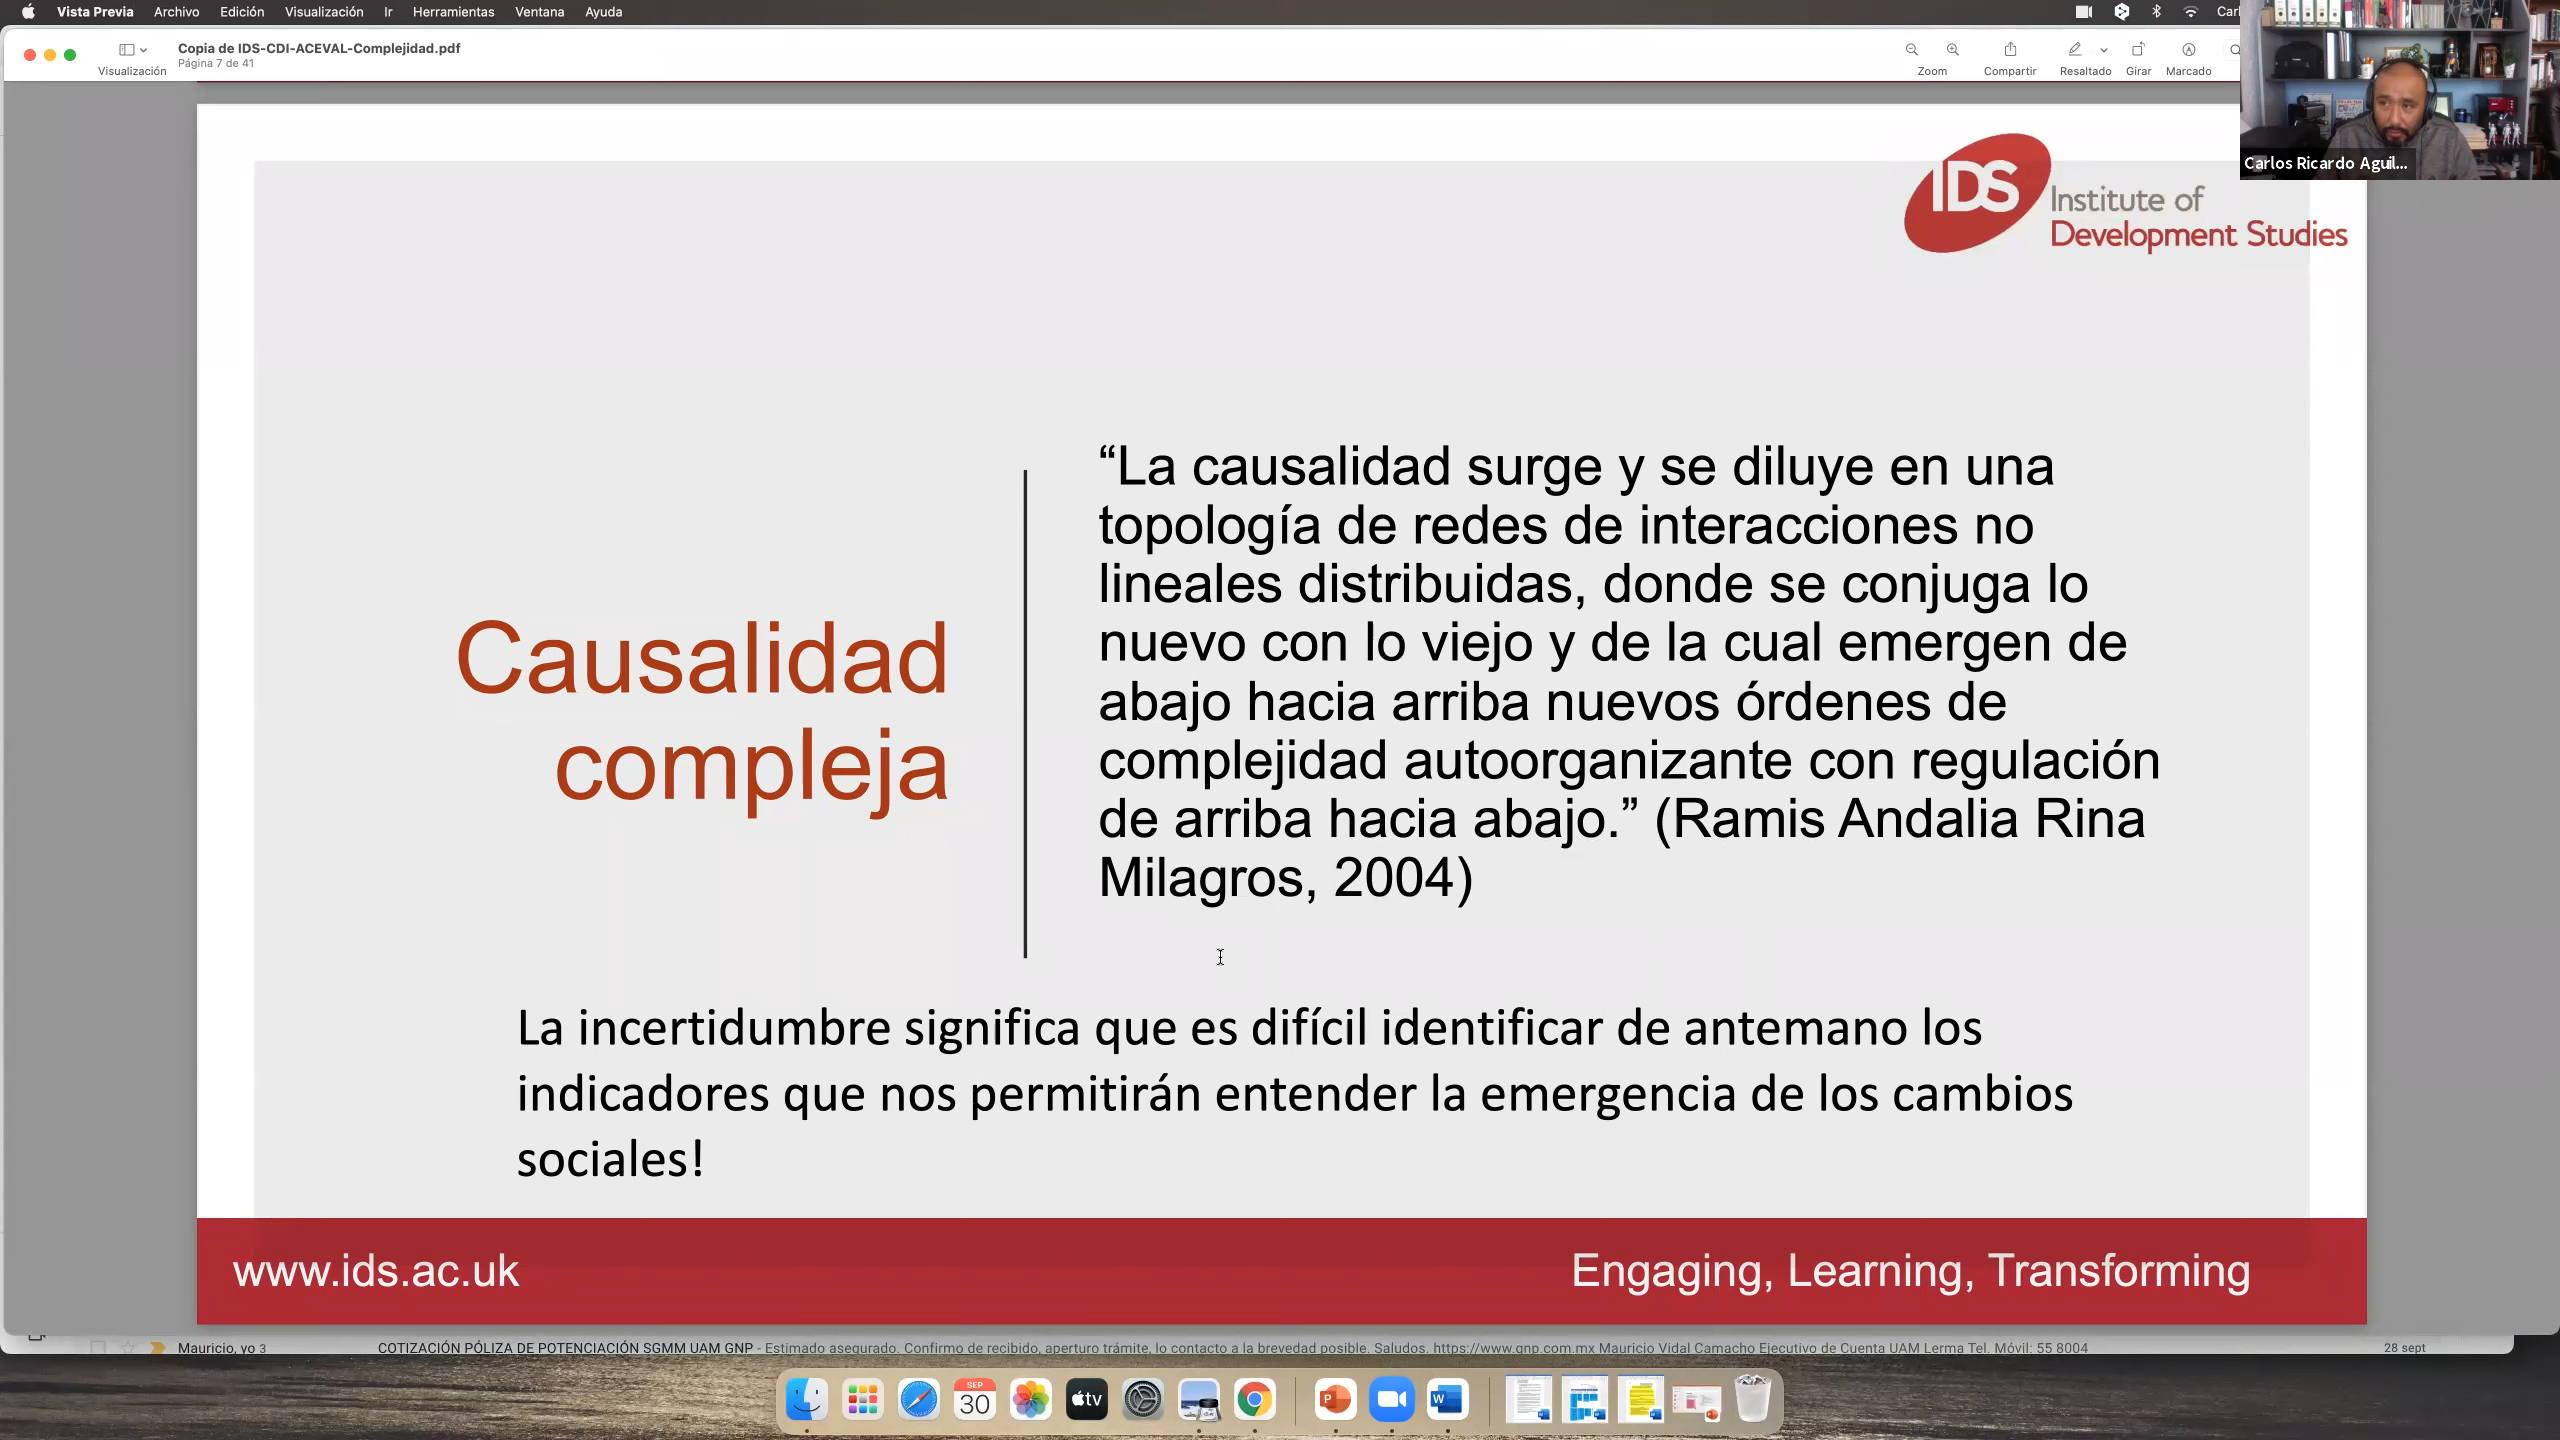 Vista Previa Archivo Edición Visualización Ir Herramientas Ventana Ayuda
Copia de IDS-CDI-ACEVAL-Complejidad.pdf
Página 7 de 41
Visualización
Zoom Compartir Resaltado Girar Marcado
Carlos Ricardo Aguil...
IDS Institute of
Development Studies
Causalidad
compleja
“La causalidad surge y se diluye en una
topología de redes de interacciones no
lineales distribuidas, donde se conjuga lo
nuevo con lo viejo y de la cual emergen de
abajo hacia arriba nuevos órdenes de
complejidad autoorganizante con regulación
de arriba hacia abajo.” (Ramis Andalia Rina
Milagros, 2004)
La incertidumbre significa que es difícil identificar de antemano los
indicadores que nos permitirán entender la emergencia de los cambios
sociales!
www.ids.ac.uk
Engaging, Learning, Transforming
Mauricio, yo 3 COTIZACIÓN PÓLIZA DE POTENCIACIÓN SGMM UAM GNP - Estimado asegurado. Confirmo de recibido, aperturo trámite, lo contacto a la brevedad posible. Saludos. https://www.gnp.com.mx Mauricio Vidal Camacho Ejecutivo de Cuenta UAM Lerma Tel. Móvil: 55 8004 28 sept
SEP
30
tv
P
W